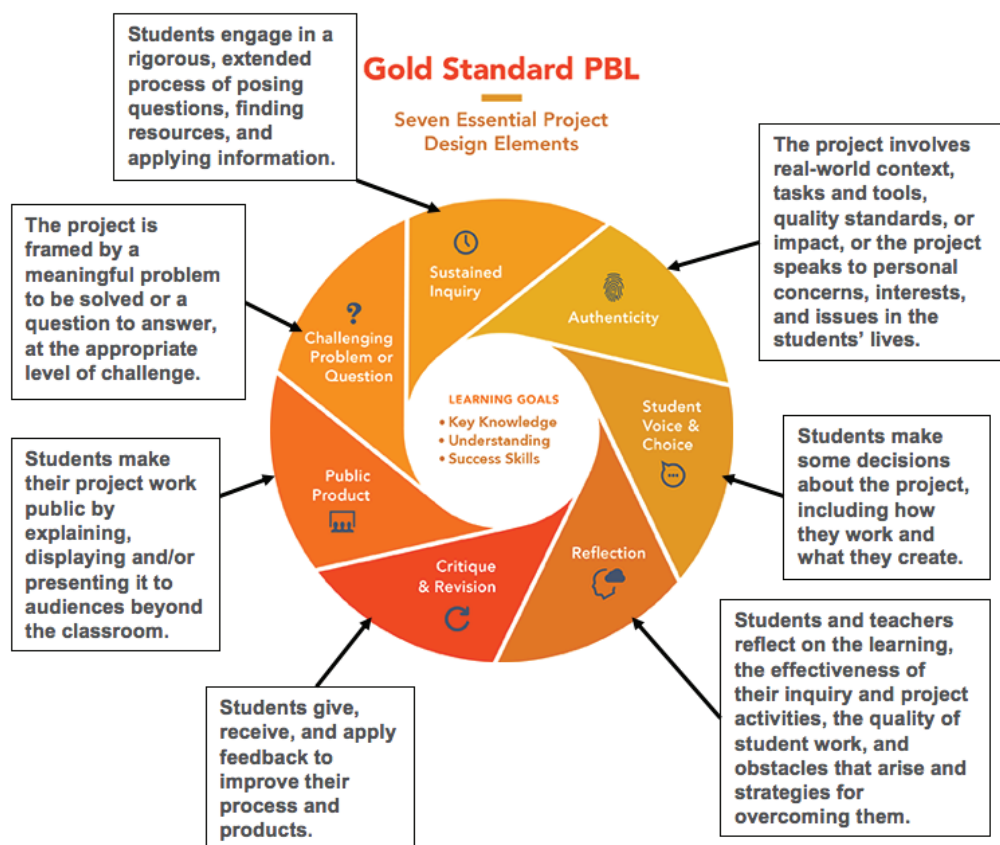 Gold Standard PBL
Seven Essential Project
Design Elements
Students engage in a
rigorous, extended
process of posing
questions, finding
resources, and
applying information.
The project involves
real-world context,
tasks and tools,
quality standards, or
impact, or the project
speaks to personal
concerns, interests,
and issues in the
students’ lives.
The project is
framed by a
meaningful problem
to be solved or a
question to answer,
at the appropriate
level of challenge.
Sustained
Inquiry
Authenticity
?
Challenging
Problem or
Question
LEARNING GOALS
• Key Knowledge
• Understanding
• Success Skills
Student
Voice &
Choice
Students make
some decisions
about the project,
including how
they work and
what they create.
Students make
their project work
public by
explaining,
displaying and/or
presenting it to
audiences beyond
the classroom.
Public
Product
Critique
& Revision
Reflection
Students and teachers
reflect on the learning,
the effectiveness of
their inquiry and project
activities, the quality of
student work, and
obstacles that arise and
strategies for
overcoming them.
Students give,
receive, and apply
feedback to
improve their
process and
products.